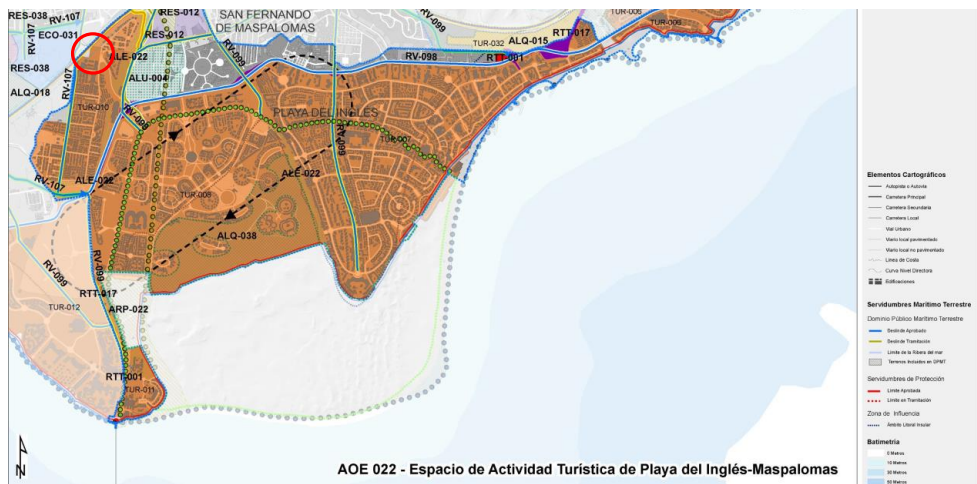 RES-038
RV-107
RES-012
SAN FERNANDO
DE MASPALOMAS
RV-099
TUR-006
TUR-006
ECO-031
RES-012
RTT-017
RV-107
ALE-022
RV-099
TUR-032
ALQ-015
RES-038
RV-107
ALU-004
RV-098
RTT-001
ALQ-018
TUR-010
RV-098
PLAYA DEL INGLÉS
TUR-007
RV-099
RV-107
ALE-022
ALE-022
TUR-008
ALQ-038
RV-099
RV-099
RTT-017
TUR-012
ARP-022
RTT-001
TUR-011
N
AOE 022 - Espacio de Actividad Turística de Playa del Inglés-Maspalomas
Elementos Cartográficos
Autopista o Autovía
Carretera Principal
Carretera Secundaria
Carretera Local
Vial Urbano
Viario local pavimentado
Viario local no pavimentado
Línea de Costa
Curva Nivel Directora
Edificaciones
Servidumbres Marítimo Terrestre
Dominio Público Marítimo Terrestre
Deslinde Aprobado
Deslinde Tramitación
Límite de la Ribera del mar
Terrenos Incluidos en DPMT
Servidumbres de Protección
Límite Aprobada
Límite en Tramitación
Zona de Influencia
Ámbito Litoral Insular
Batimetría
0 Metros
10 Metros
30 Metros
50 Metros